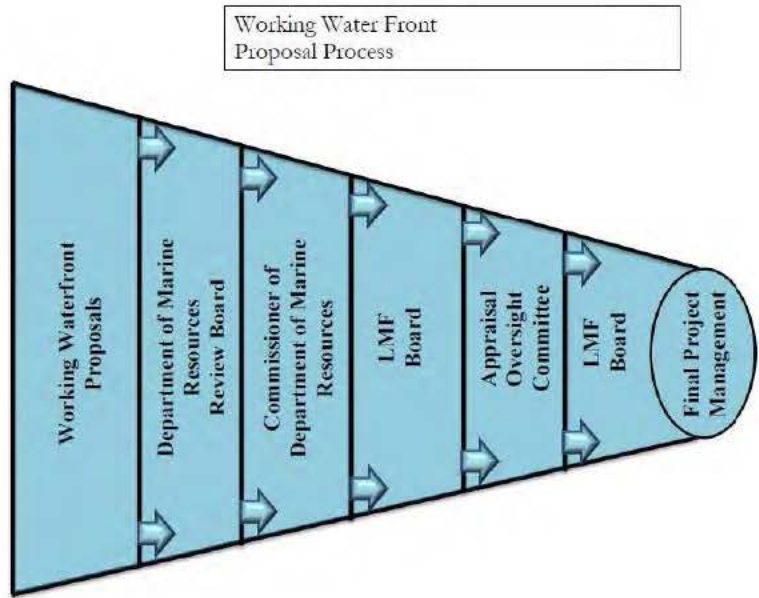 Working Water Front
Proposal Process
Working Waterfront
Proposals
Department of Marine
Resources
Review Board
Commissioner of
Department of Marine
Resources
LMF
Board
Appraisal
Oversight
Committee
LMF
Board
Final Project
Management